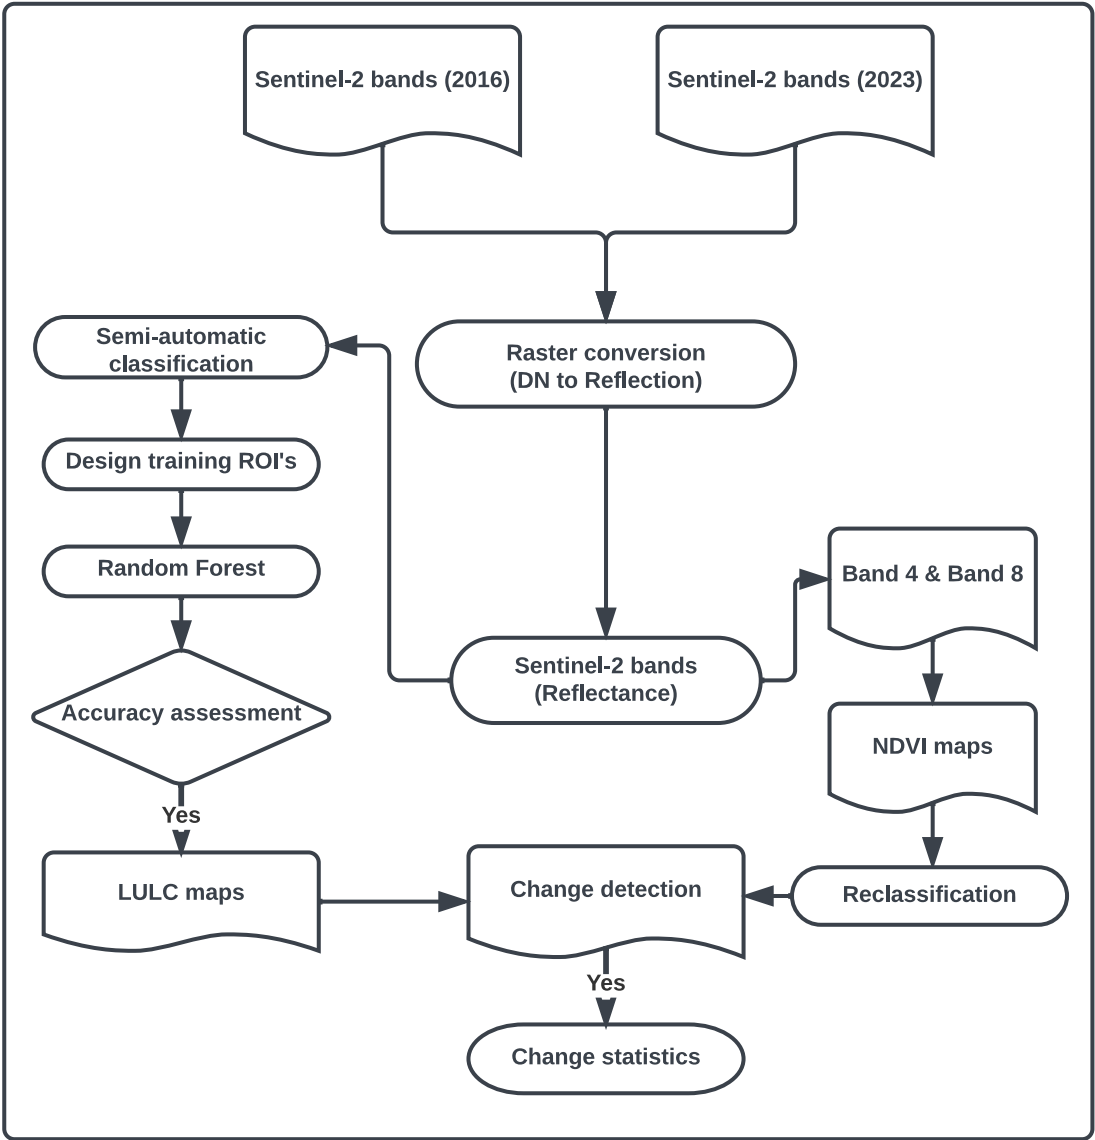 Sentinel-2 bands (2016)
Sentinel-2 bands (2023)
Raster conversion
(DN to Reflection)
Semi-automatic
classification
Design training ROI's
Random Forest
Accuracy assessment
Yes
LULC maps
Sentinel-2 bands
(Reflectance)
Band 4 & Band 8
NDVI maps
Reclassification
Change detection
Yes
Change statistics